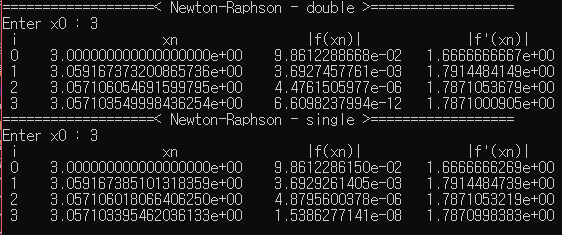 ===================< Newton-Raphson - double >==================
Enter x0 : 3
i xn |f(xn)| |f'(xn)|
0 3.000000000000000000e+00 9.8612288668e-02 1.6666666667e+00
1 3.059167373200865736e+00 3.6927457761e-03 1.7914484149e+00
2 3.057106054691599795e+00 4.4761505977e-06 1.7871053679e+00
3 3.057103549998436254e+00 6.6098237994e-12 1.7871000905e+00
===================< Newton-Raphson - single >==================
Enter x0 : 3
i xn |f(xn)| |f'(xn)|
0 3.000000000000000000e+00 9.8612286150e-02 1.6666666269e+00
1 3.059167385101318359e+00 3.6929261405e-03 1.7914484739e+00
2 3.057106018066406250e+00 4.8795600378e-06 1.7871053219e+00
3 3.057103395462036133e+00 1.5386277141e-08 1.7870998383e+00